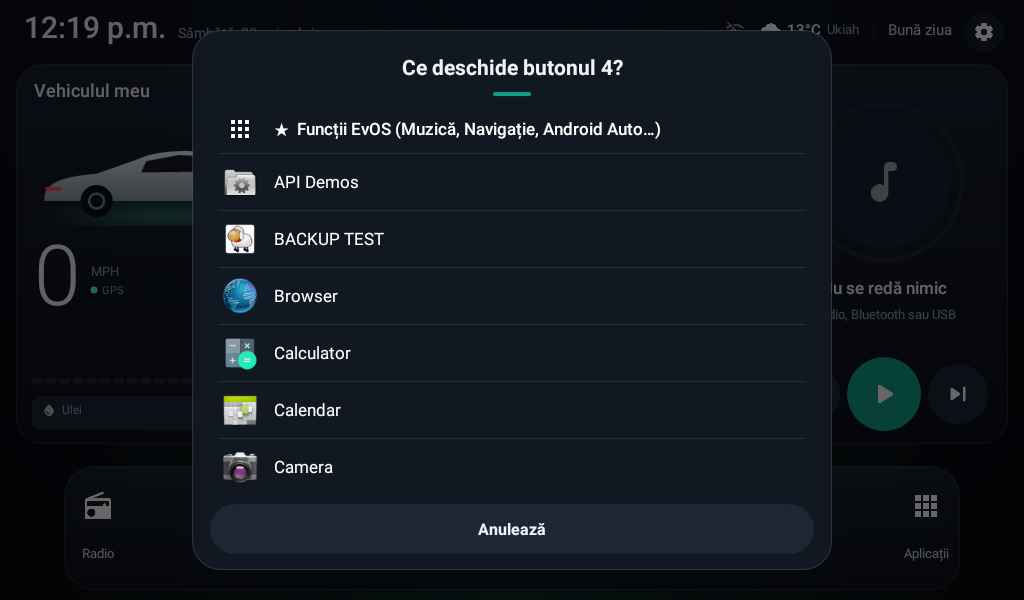 12:19 p.m.
13°C Ukiah
Bună ziua
Vehiculul meu
0
MPH
GPS
Ulei
Ce deschide butonul 4?
★ Funcții EvOS (Muzică, Navigație, Android Auto…)
API Demos
BACKUP TEST
Browser
Calculator
Calendar
Camera
Anulează
se redă nimic
Bluetooth sau USB
Radio
Aplicații